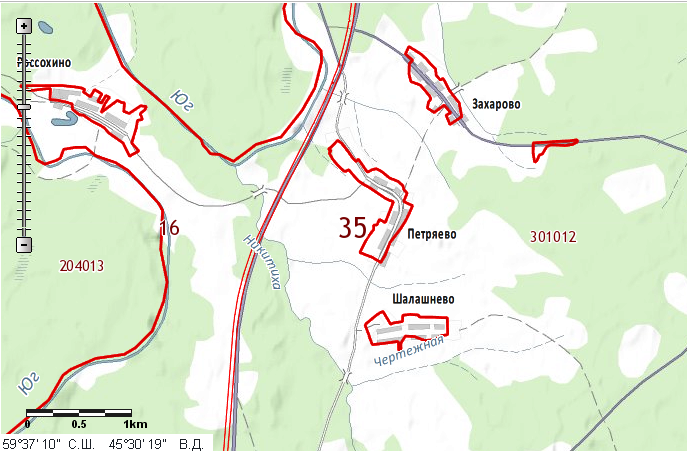 Россохино
Юг
Захарово
16
35
Петряево
301012
Никитиха
204013
Шалашнево
Чертежная
Юг
0 0.5 1km
59°37' 10" С.Ш. 45°30' 19" В.Д.